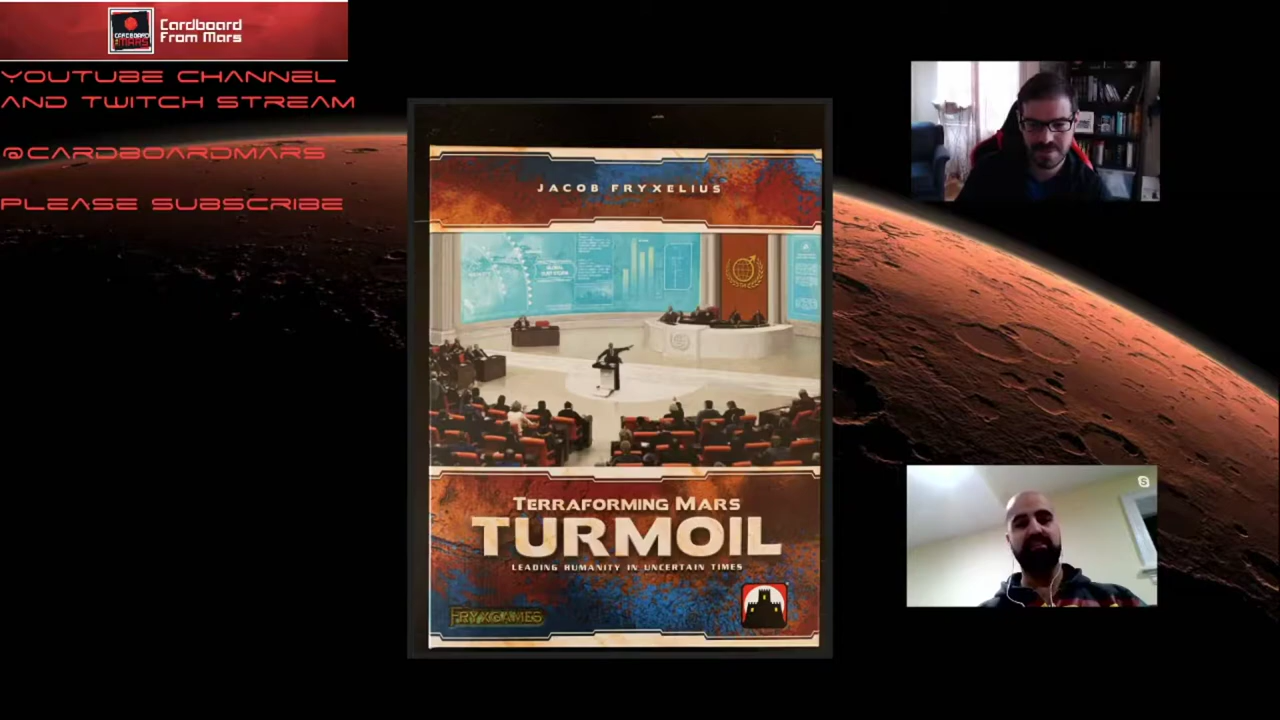 Cardboard
From Mars
YOUTUBE CHANNEL
AND TWITCH STREAM
@CARDBOARDMARS
PLEASE SUBSCRIBE
JACOB FRYXELIUS
TERRAFORMING MARS
TURMOIL
LEADING HUMANITY IN UNCERTAIN TIMES
FRYXGAMES